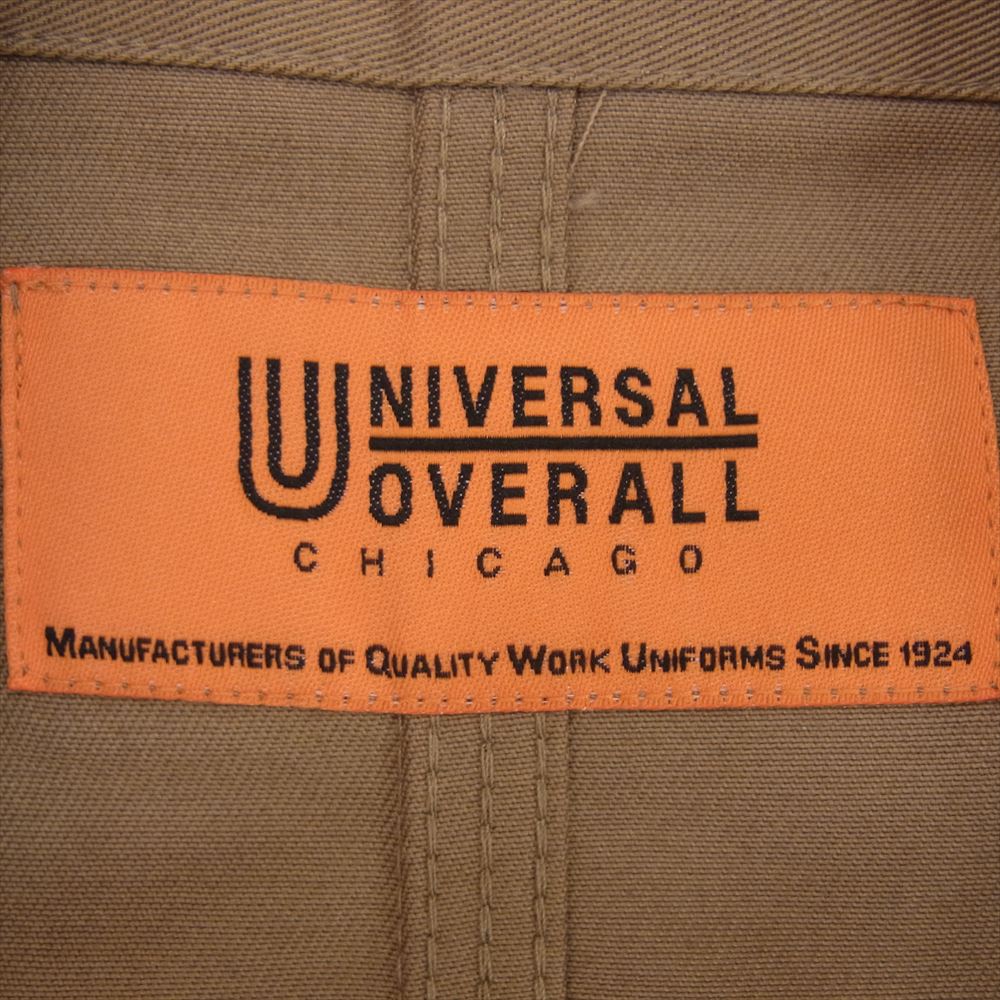 UNIVERSAL
OVERALL
CHICAGO
MANUFACTURERS OF QUALITY WORK UNIFORMS SINCE 1924